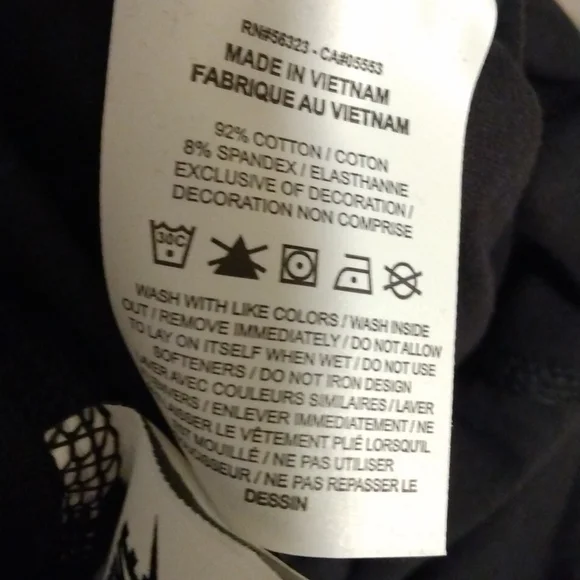 RN#56323 - CA#05553
MADE IN VIETNAM
FABRIQUE AU VIETNAM
92% COTTON / COTON
8% SPANDEX / ELASTHANNE
EXCLUSIVE OF DECORATION /
DECORATION NON COMPRISE
30C
WASH WITH LIKE COLORS / WASH INSIDE
OUT / REMOVE IMMEDIATELY / DO NOT ALLOW
TO LAY ON ITSELF WHEN WET / DO NOT USE
SOFTENERS / DO NOT IRON DESIGN
LAVER AVEC COULEURS SIMILAIRES / LAVER
/ ENLEVER IMMEDIATEMENT / NE
LAISSER LE VÊTEMENT PLIÉ LORSQU'IL
EST MOUILLÉ / NE PAS UTILISER
/ NE PAS REPASSER LE
DESSIN